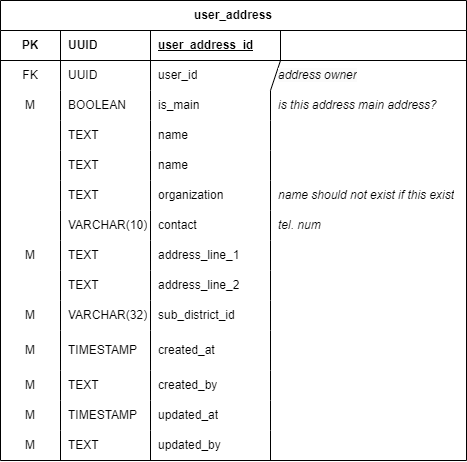 user_address
PK UUID user_address_id
FK UUID user_id address owner
M BOOLEAN is_main is this address main address?
TEXT name
TEXT name
TEXT organization name should not exist if this exist
VARCHAR(10) contact tel. num
M TEXT address_line_1
TEXT address_line_2
M VARCHAR(32) sub_district_id
M TIMESTAMP created_at
M TEXT created_by
M TIMESTAMP updated_at
M TEXT updated_by